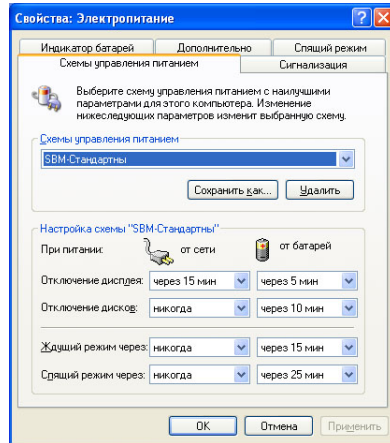 Свойства: Электропитание
Индикатор батарей Дополнительно Спящий режим
Схемы управления питанием Сигнализация
Выберите схему управления питанием с наилучшими
параметрами для этого компьютера. Изменение
нижеследующих параметров изменит выбранную схему.
Схемы управления питанием
SBM-Стандартны
Сохранить как... Удалить
Настройка схемы "SBM-Стандартны"
При питании: от сети от батарей
Отключение дисплея: через 15 мин через 5 мин
Отключение дисков: никогда через 10 мин
Ждущий режим через: никогда через 15 мин
Спящий режим через: никогда через 25 мин
OK Отмена Применить